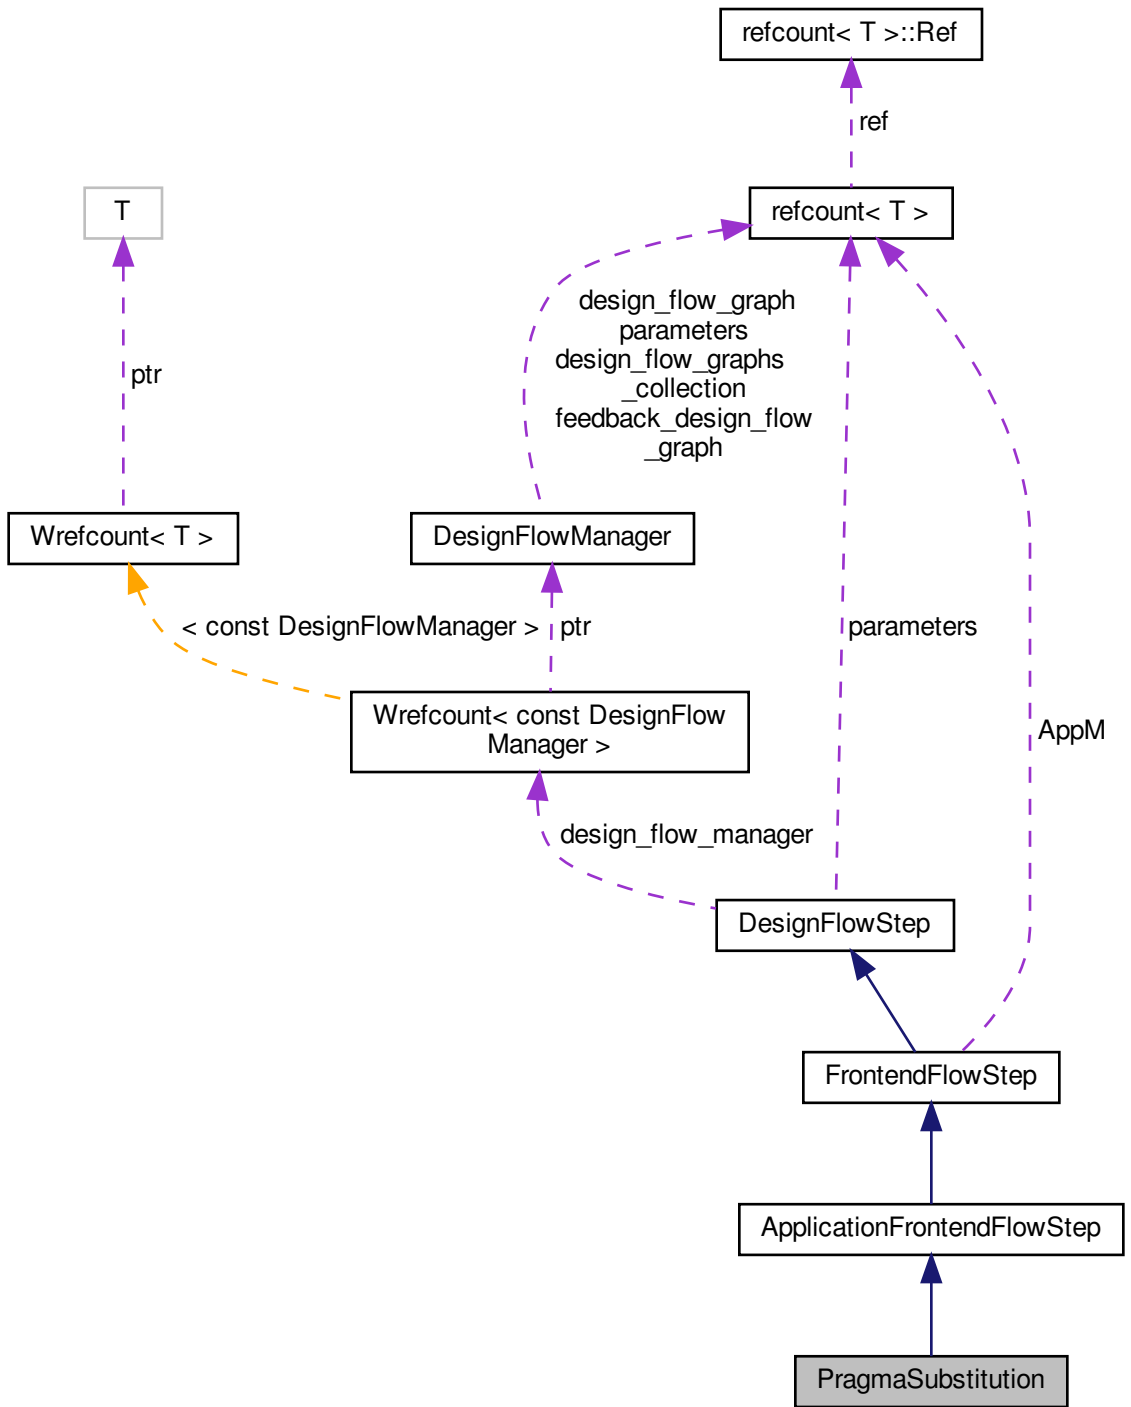 refcount< T >::Ref
ref
T
refcount< T >
design_flow_graph
parameters
design_flow_graphs
_collection
feedback_design_flow
_graph
ptr
Wrefcount< T >
DesignFlowManager
< const DesignFlowManager >
ptr
parameters
Wrefcount< const DesignFlow
Manager >
AppM
design_flow_manager
DesignFlowStep
FrontendFlowStep
ApplicationFrontendFlowStep
PragmaSubstitution